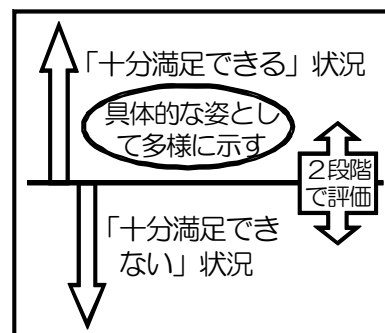 「十分満足できる」状況
具体的な姿とし
て多様に示す
２段階
で評価
「十分満足でき
ない」状況